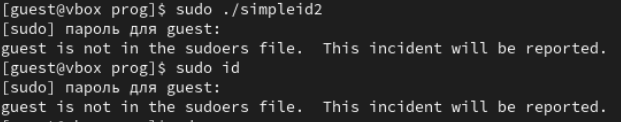 [guest@vbox prog]$ sudo ./simpleid2
[sudo] пароль для guest:
guest is not in the sudoers file.  This incident will be reported.
[guest@vbox prog]$ sudo id
[sudo] пароль для guest:
guest is not in the sudoers file.  This incident will be reported.